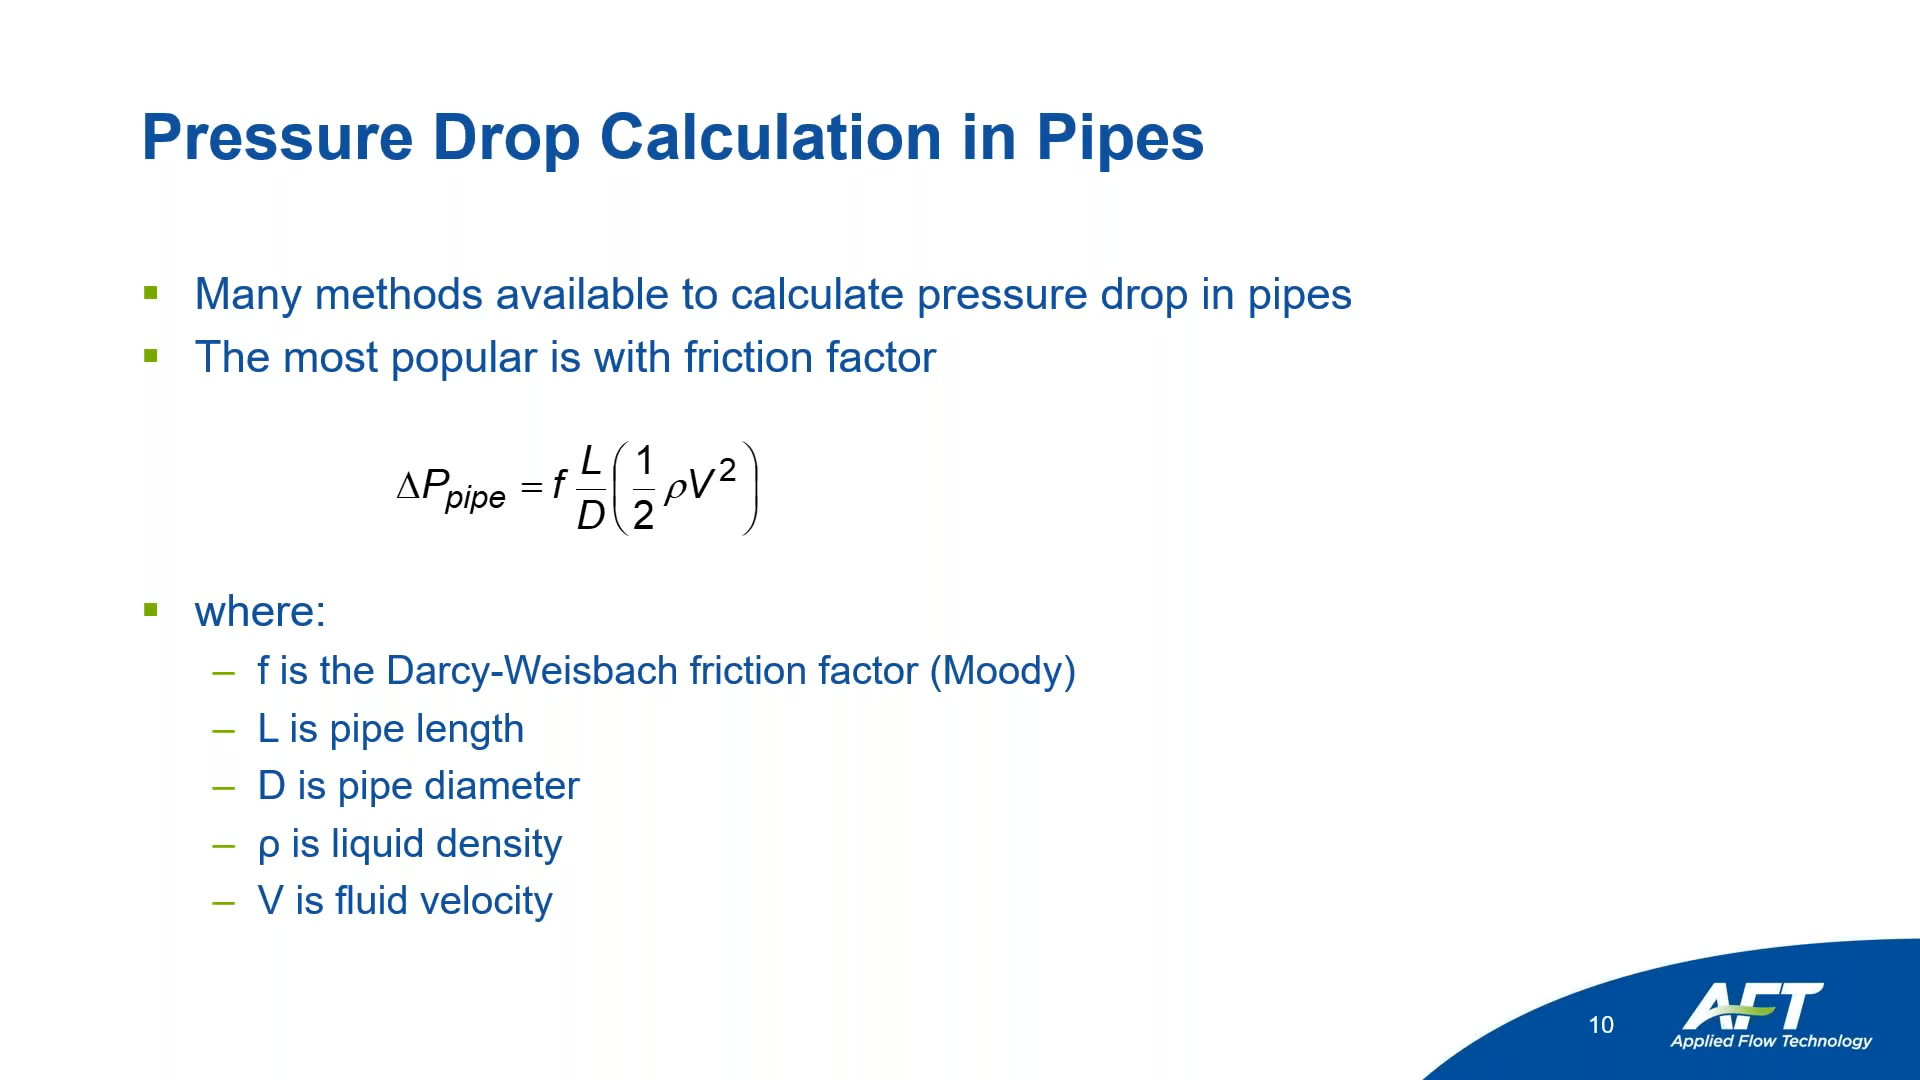 Pressure Drop Calculation in Pipes
▪ Many methods available to calculate pressure drop in pipes
▪ The most popular is with friction factor
ΔP_pipe = f L/D (1/2 ρV²)
▪ where:
– f is the Darcy-Weisbach friction factor (Moody)
– L is pipe length
– D is pipe diameter
– ρ is liquid density
– V is fluid velocity
10
AFT
Applied Flow Technology